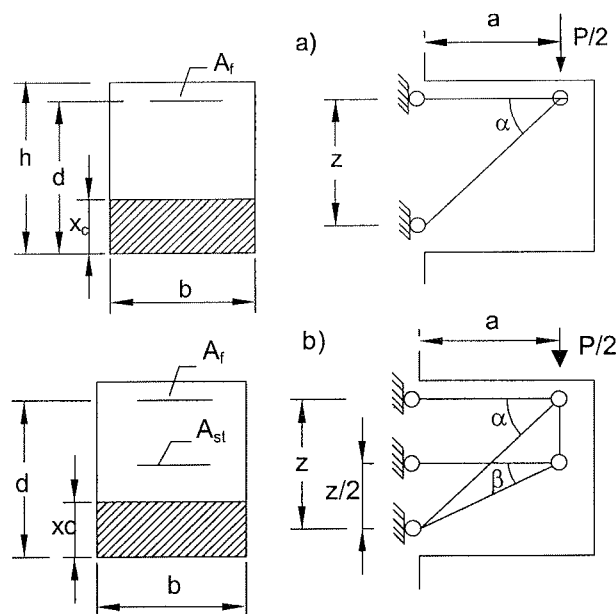 a)
A_f
h
d
x_c
b
a
P/2
α
z
b)
A_f
A_st
d
xc
b
a
P/2
α
z
z/2
β